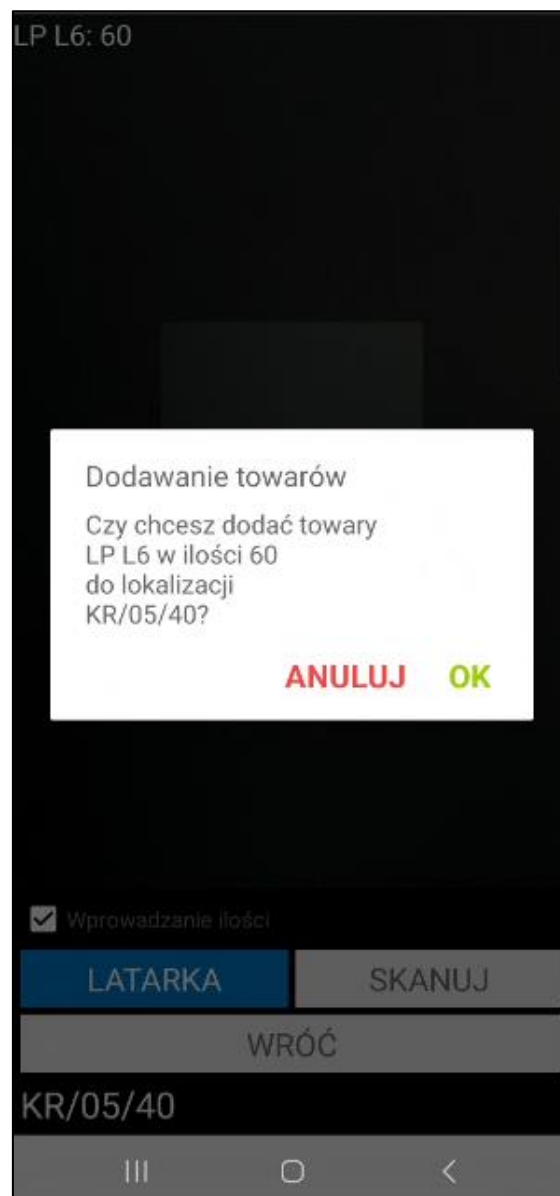 LP L6: 60
Dodawanie towarów
Czy chcesz dodać towary
LP L6 w ilości 60
do lokalizacji
KR/05/40?
ANULUJ OK
Wprowadzanie ilości
LATARKA SKANUJ
WRÓĆ
KR/05/40